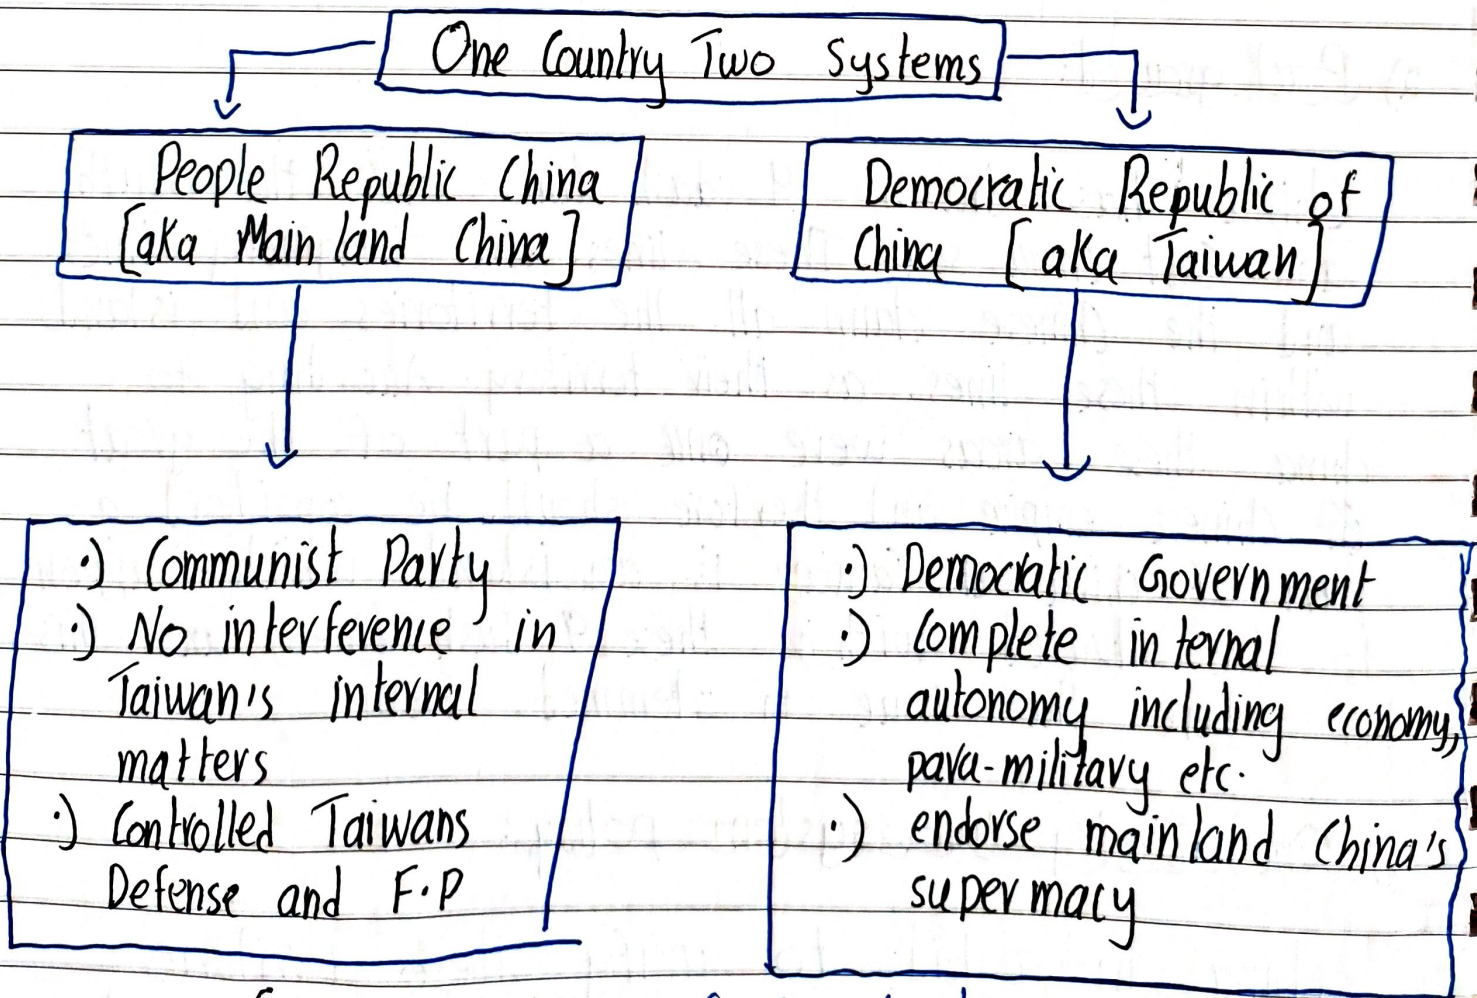 One Country Two Systems
People Republic China
[aka Main land China]
Democratic Republic of
China [aka Taiwan]
·) Communist Party
·) No interference in
Taiwan's internal
matters
·) Controlled Taiwans
Defense and F.P
·) Democratic Government
·) Complete internal
autonomy including economy,
para-military etc.
·) endorse mainland China's
supermacy